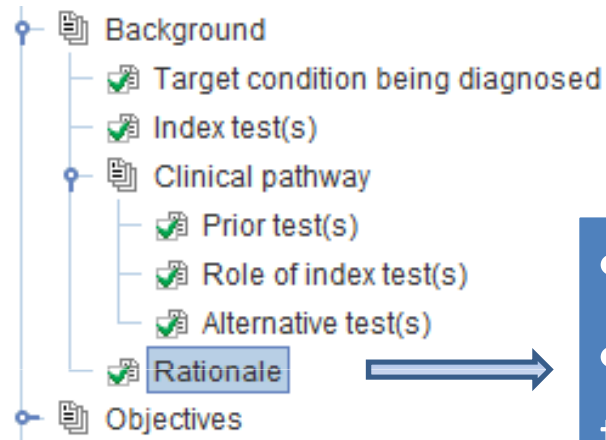 Background
Target condition being diagnosed
Index test(s)
Clinical pathway
Prior test(s)
Role of index test(s)
Alternative test(s)
Rationale
Objectives